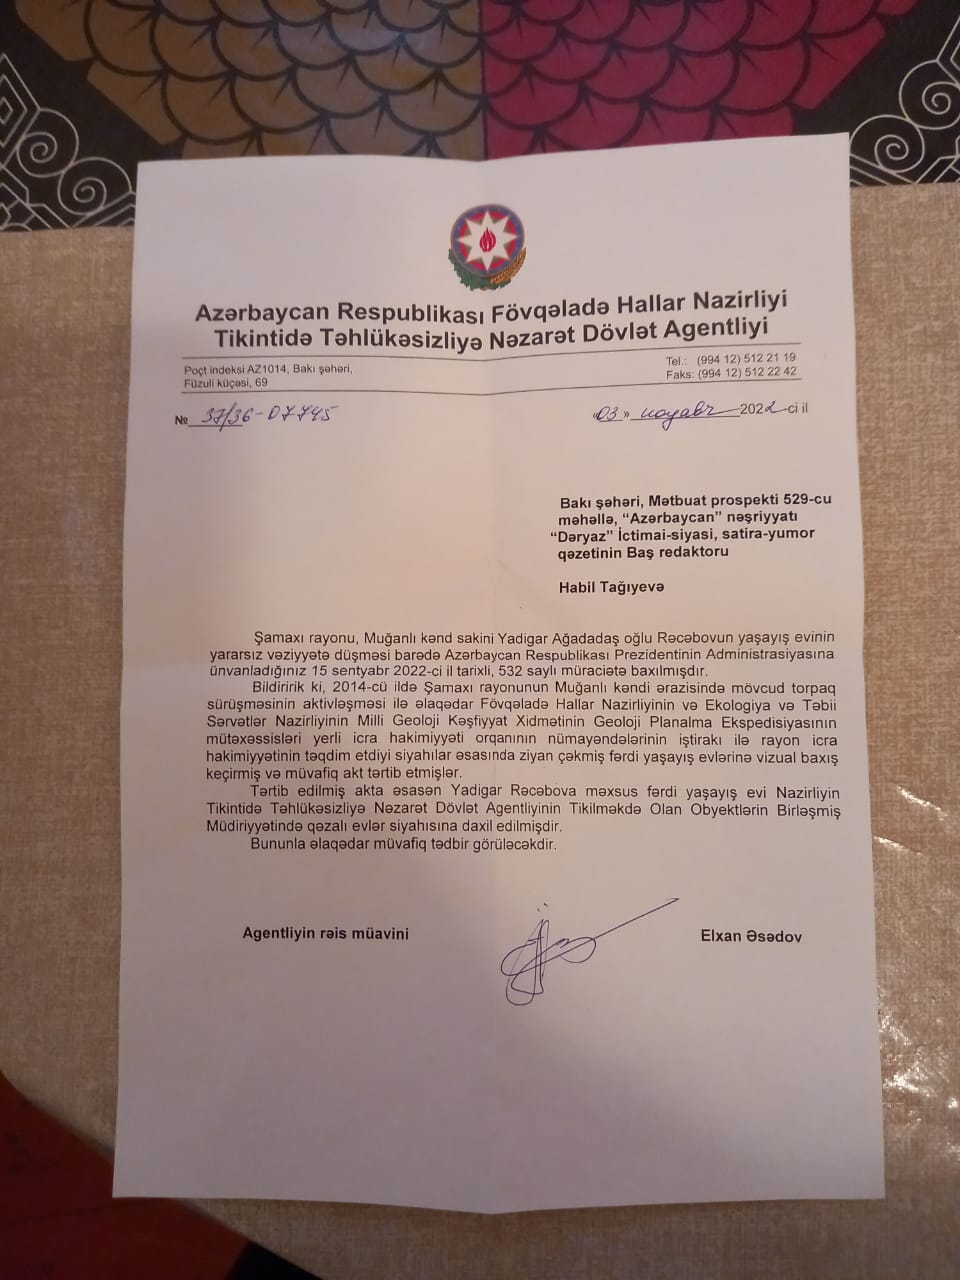 Azərbaycan Respublikası Fövqəladə Hallar Nazirliyi
Tikintidə Təhlükəsizliyə Nəzarət Dövlət Agentliyi
Poçt indeksi AZ1014, Bakı şəhəri,
Füzuli küçəsi, 69
Tel.: (994 12) 512 21 19
Faks: (994 12) 512 22 42
№ 37/36-07745
«03» noyabr 2022-ci il
Bakı şəhəri, Mətbuat prospekti 529-cu
məhəllə, “Azərbaycan” nəşriyyatı
“Dəryaz” İctimai-siyasi, satira-yumor
qəzetinin Baş redaktoru
Habil Tağıyevə
Şamaxı rayonu, Muğanlı kənd sakini Yadigar Ağadadaş oğlu Rəcəbovun yaşayış evinin
yararsız vəziyyətə düşməsi barədə Azərbaycan Respublikası Prezidentinin Administrasiyasına
ünvanladığınız 15 sentyabr 2022-ci il tarixli, 532 saylı müraciətə baxılmışdır.
Bildiririk ki, 2014-cü ildə Şamaxı rayonunun Muğanlı kəndi ərazisində mövcud torpaq
sürüşməsinin aktivləşməsi ilə əlaqədar Fövqəladə Hallar Nazirliyinin və Ekologiya və Təbii
Sərvətlər Nazirliyinin Milli Geoloji Kəşfiyyat Xidmətinin Geoloji Planalma Ekspedisiyasının
mütəxəssisləri yerli icra hakimiyyəti orqanının nümayəndələrinin iştirakı ilə rayon icra
hakimiyyətinin təqdim etdiyi siyahılar əsasında ziyan çəkmiş fərdi yaşayış evlərinə vizual baxış
keçirmiş və müvafiq akt tərtib etmişlər.
Tərtib edilmiş akta əsasən Yadigar Rəcəbova məxsus fərdi yaşayış evi Nazirliyin
Tikintidə Təhlükəsizliyə Nəzarət Dövlət Agentliyinin Tikilməkdə Olan Obyektlərin Birləşmiş
Müdiriyyətində qəzalı evlər siyahısına daxil edilmişdir.
Bununla əlaqədar müvafiq tədbir görüləcəkdir.
Agentliyin rəis müavini
Elxan Əsədov